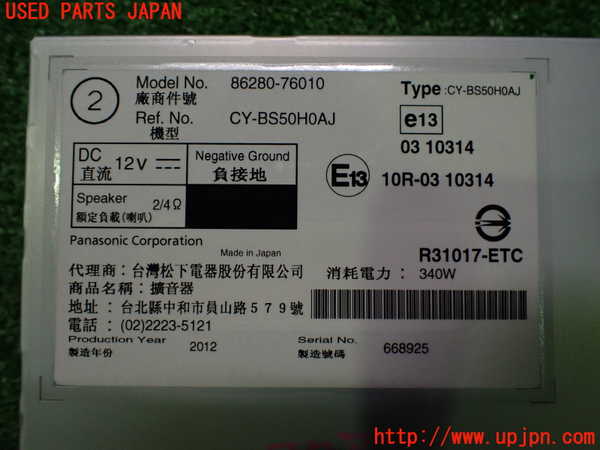 USED PARTS JAPAN
2
Model No. 86280-76010
廠商件號
Ref. No. CY-BS50H0AJ
機型
Type :CY-BS50H0AJ
e13
03 10314
DC 直流 12V
Negative Ground
負接地
Speaker 2/4Ω
額定負載(喇叭)
E13 10R-03 10314
Panasonic Corporation
Made in Japan
R31017-ETC
代理商: 台灣松下電器股份有限公司
消耗電力: 340W
商品名稱: 擴音器
地址: 台北縣中和市員山路579號
電話: (02)2223-5121
Production Year 2012
製造年份
Serial No. 668925
製造號碼
http://www.upjpn.com/